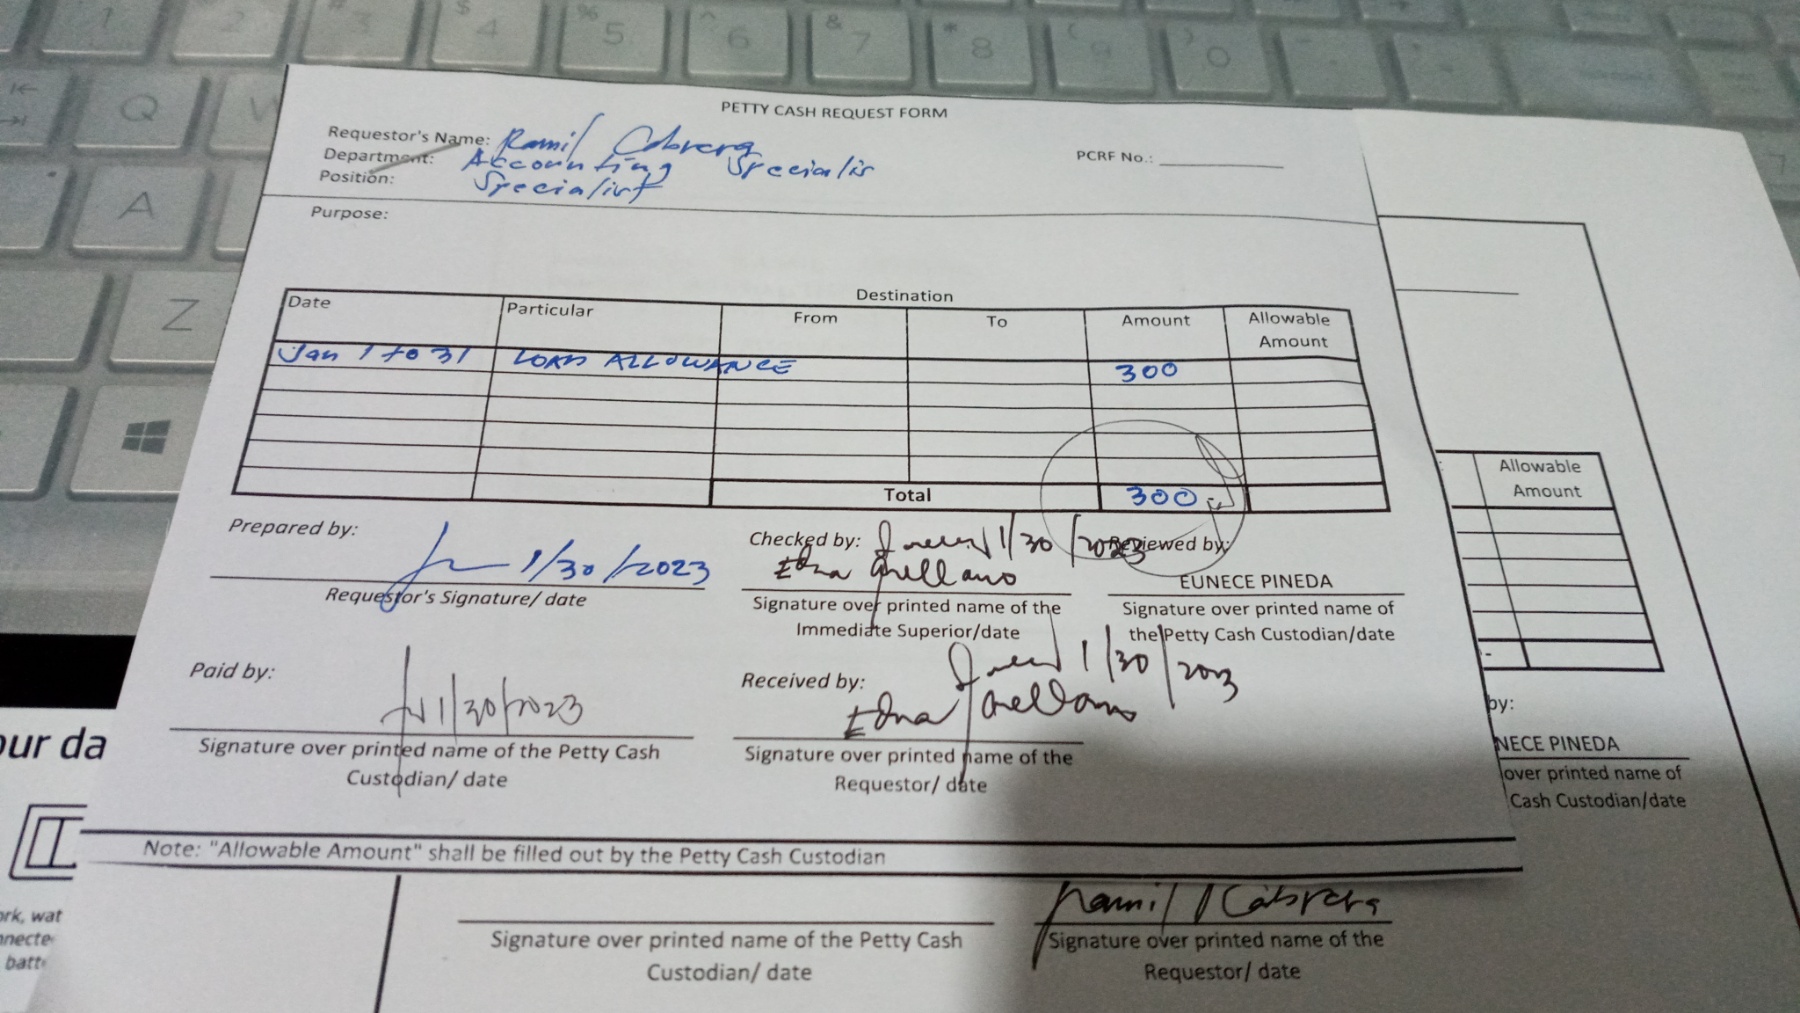 PETTY CASH REQUEST FORM
Requestor's Name: Ramil Cabrera
PCRF No.:
Department: Accounting Specialis
Position: Specialist
Purpose:
Destination
Date Particular From To Amount Allowable Amount
Jan 1 to 31 LOAD ALLOWANCE 300
Total 300
Prepared by:
1/30/2023
Requestor's Signature/ date
Checked by: 1/30/2023
Edna Arellano
Signature over printed name of the
Immediate Superior/date
Reviewed by:
EUNECE PINEDA
Signature over printed name of
the Petty Cash Custodian/date
Paid by:
1/30/2023
Signature over printed name of the Petty Cash
Custodian/ date
Received by: 1/30/2023
Edna Arellano
Signature over printed name of the
Requestor/ date
Note: "Allowable Amount" shall be filled out by the Petty Cash Custodian
Allowable
Amount
by:
NECE PINEDA
over printed name of
Cash Custodian/date
Signature over printed name of the Petty Cash
Custodian/ date
Ramil Cabrera
Signature over printed name of the
Requestor/ date
our da
ork, wat
nnecte
batt
$ 4
% 5
^ 6
& 7
* 8
( 9
) 0
Q
W
A
Z